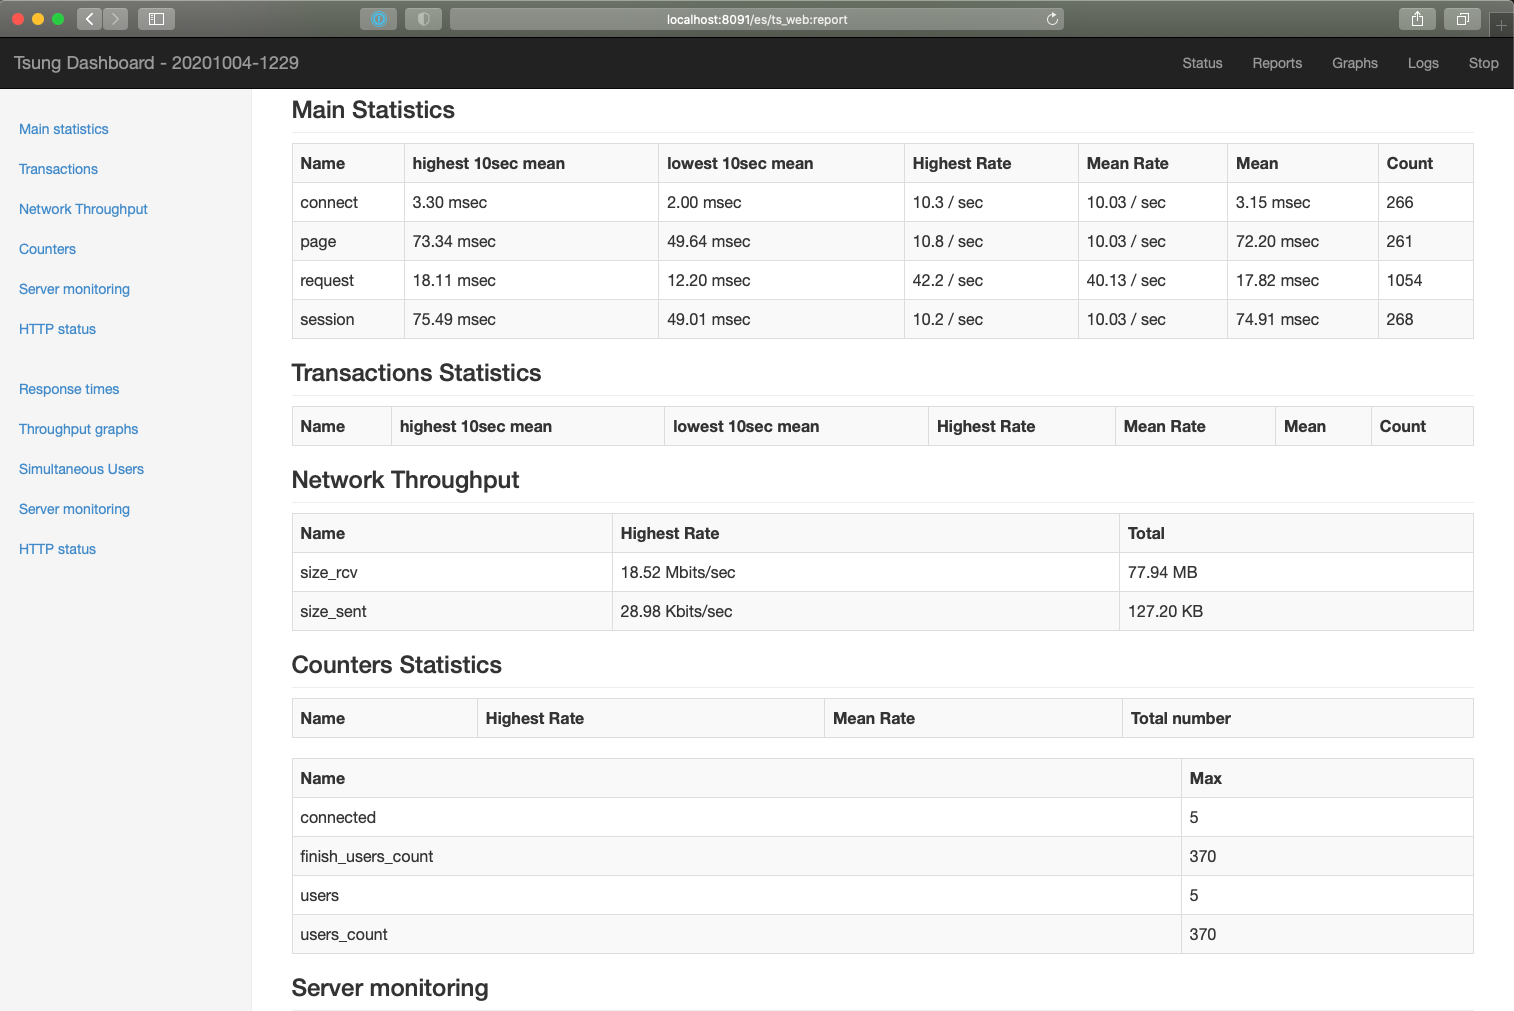 localhost:8091/es/ts_web:report
Tsung Dashboard - 20201004-1229
Status Reports Graphs Logs Stop
Main statistics
Transactions
Network Throughput
Counters
Server monitoring
HTTP status
Response times
Throughput graphs
Simultaneous Users
Server monitoring
HTTP status
Main Statistics
Name highest 10sec mean lowest 10sec mean Highest Rate Mean Rate Mean Count
connect 3.30 msec 2.00 msec 10.3 / sec 10.03 / sec 3.15 msec 266
page 73.34 msec 49.64 msec 10.8 / sec 10.03 / sec 72.20 msec 261
request 18.11 msec 12.20 msec 42.2 / sec 40.13 / sec 17.82 msec 1054
session 75.49 msec 49.01 msec 10.2 / sec 10.03 / sec 74.91 msec 268
Transactions Statistics
Name highest 10sec mean lowest 10sec mean Highest Rate Mean Rate Mean Count
Network Throughput
Name Highest Rate Total
size_rcv 18.52 Mbits/sec 77.94 MB
size_sent 28.98 Kbits/sec 127.20 KB
Counters Statistics
Name Highest Rate Mean Rate Total number
Name Max
connected 5
finish_users_count 370
users 5
users_count 370
Server monitoring